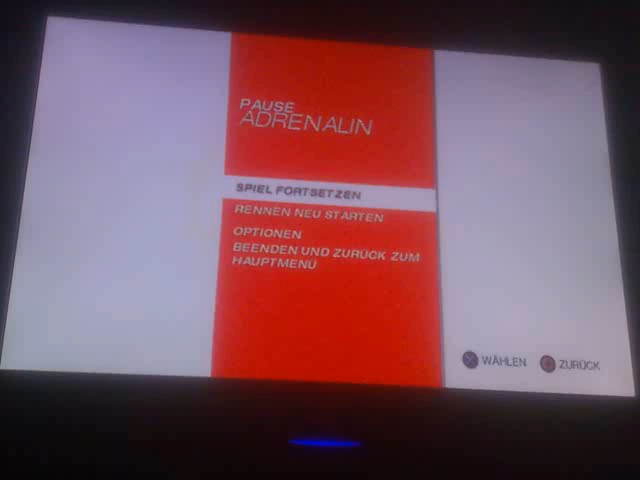 PAUSE
ADRENALIN
SPIEL FORTSETZEN
RENNEN NEU STARTEN
OPTIONEN
BEENDEN UND ZURÜCK ZUM
HAUPTMENÜ
WÄHLEN ZURÜCK